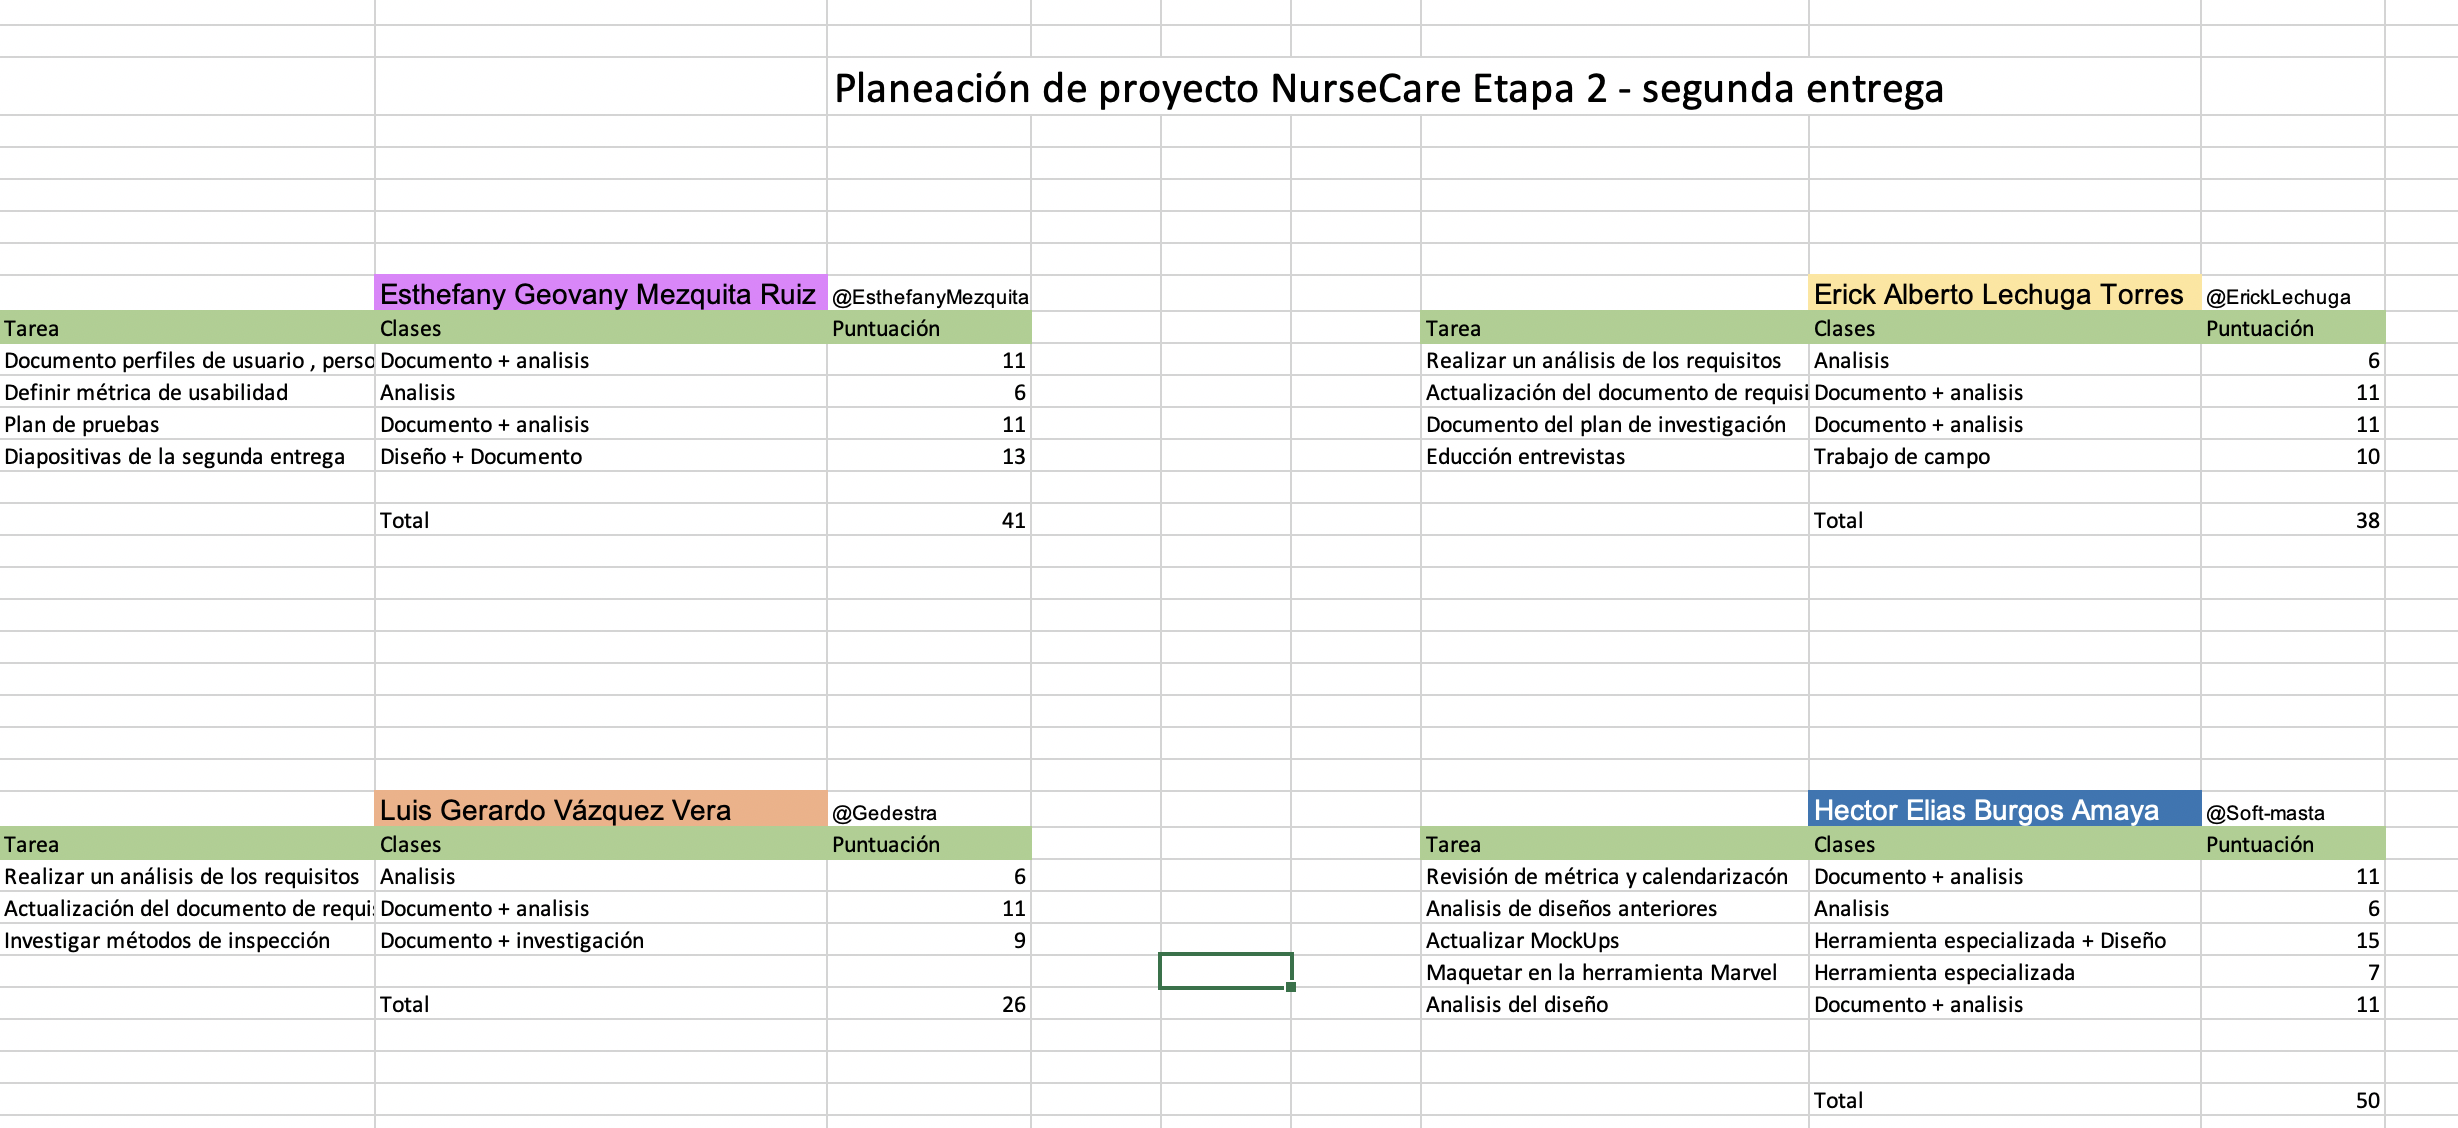 Planeación de proyecto NurseCare Etapa 2 - segunda entrega
Esthefany Geovany Mezquita Ruiz @EsthefanyMezquita
Tarea Clases Puntuación
Documento perfiles de usuario , perso Documento + analisis 11
Definir métrica de usabilidad Analisis 6
Plan de pruebas Documento + analisis 11
Diapositivas de la segunda entrega Diseño + Documento 13
Total 41
Erick Alberto Lechuga Torres @ErickLechuga
Tarea Clases Puntuación
Realizar un análisis de los requisitos Analisis 6
Actualización del documento de requisi Documento + analisis 11
Documento del plan de investigación Documento + analisis 11
Educción entrevistas Trabajo de campo 10
Total 38
Luis Gerardo Vázquez Vera @Gedestra
Tarea Clases Puntuación
Realizar un análisis de los requisitos Analisis 6
Actualización del documento de requi Documento + analisis 11
Investigar métodos de inspección Documento + investigación 9
Total 26
Hector Elias Burgos Amaya @Soft-masta
Tarea Clases Puntuación
Revisión de métrica y calendarizacón Documento + analisis 11
Analisis de diseños anteriores Analisis 6
Actualizar MockUps Herramienta especializada + Diseño 15
Maquetar en la herramienta Marvel Herramienta especializada 7
Analisis del diseño Documento + analisis 11
Total 50